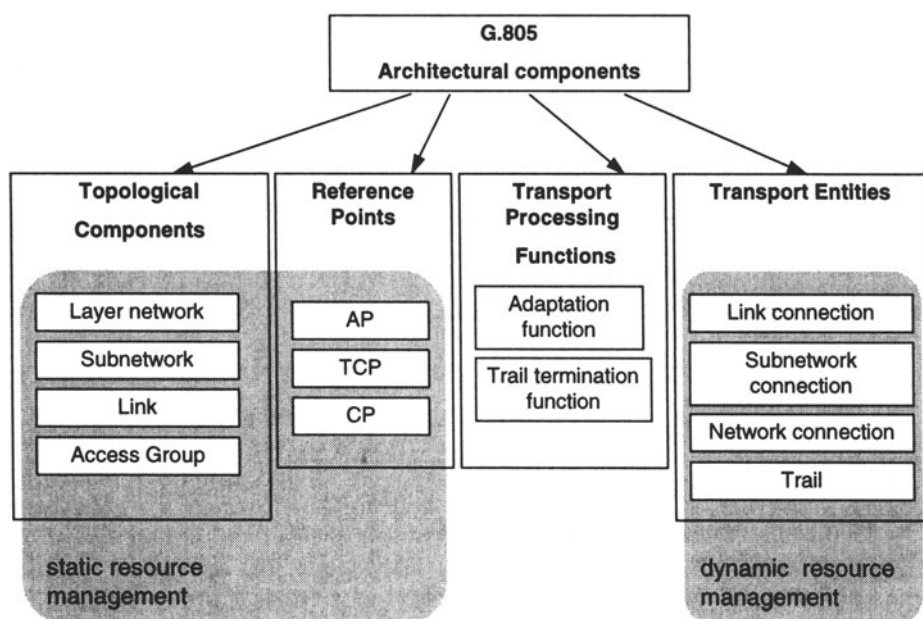 G.805
Architectural components
Topological
Components
Reference
Points
Transport
Processing
Functions
Transport Entities
Layer network
Subnetwork
Link
Access Group
AP
TCP
CP
Adaptation
function
Trail termination
function
Link connection
Subnetwork
connection
Network connection
Trail
static resource
management
dynamic resource
management